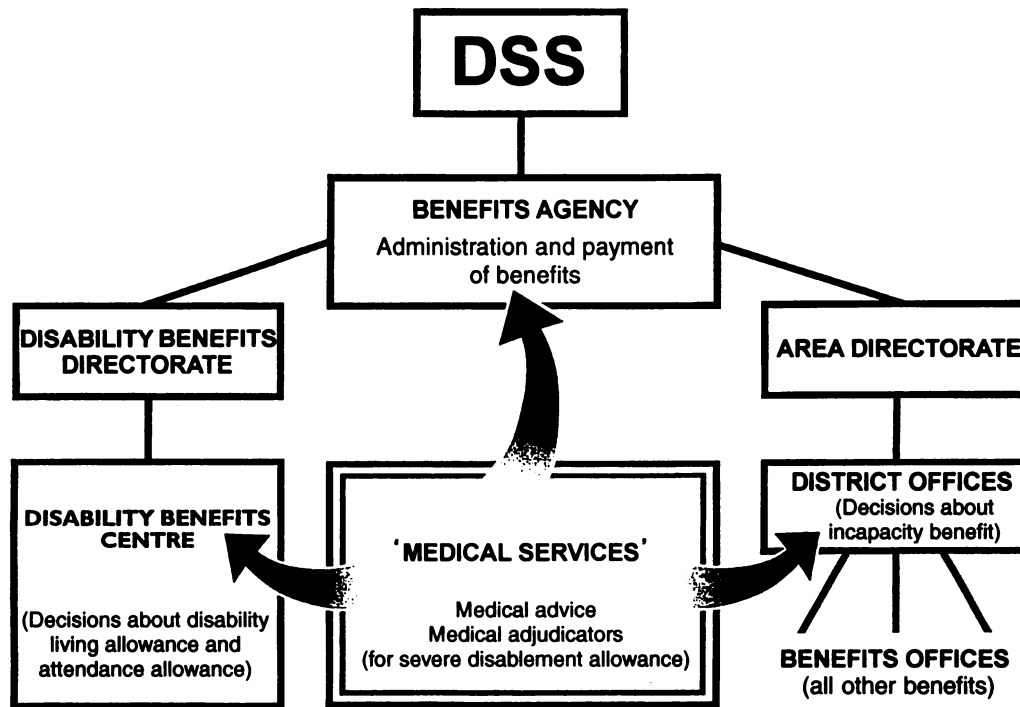 DSS
BENEFITS AGENCY
Administration and payment
of benefits
DISABILITY BENEFITS
DIRECTORATE
AREA DIRECTORATE
DISABILITY BENEFITS
CENTRE
(Decisions about disability
living allowance and
attendance allowance)
'MEDICAL SERVICES'
Medical advice
Medical adjudicators
(for severe disablement allowance)
DISTRICT OFFICES
(Decisions about
incapacity benefit)
BENEFITS OFFICES
(all other benefits)